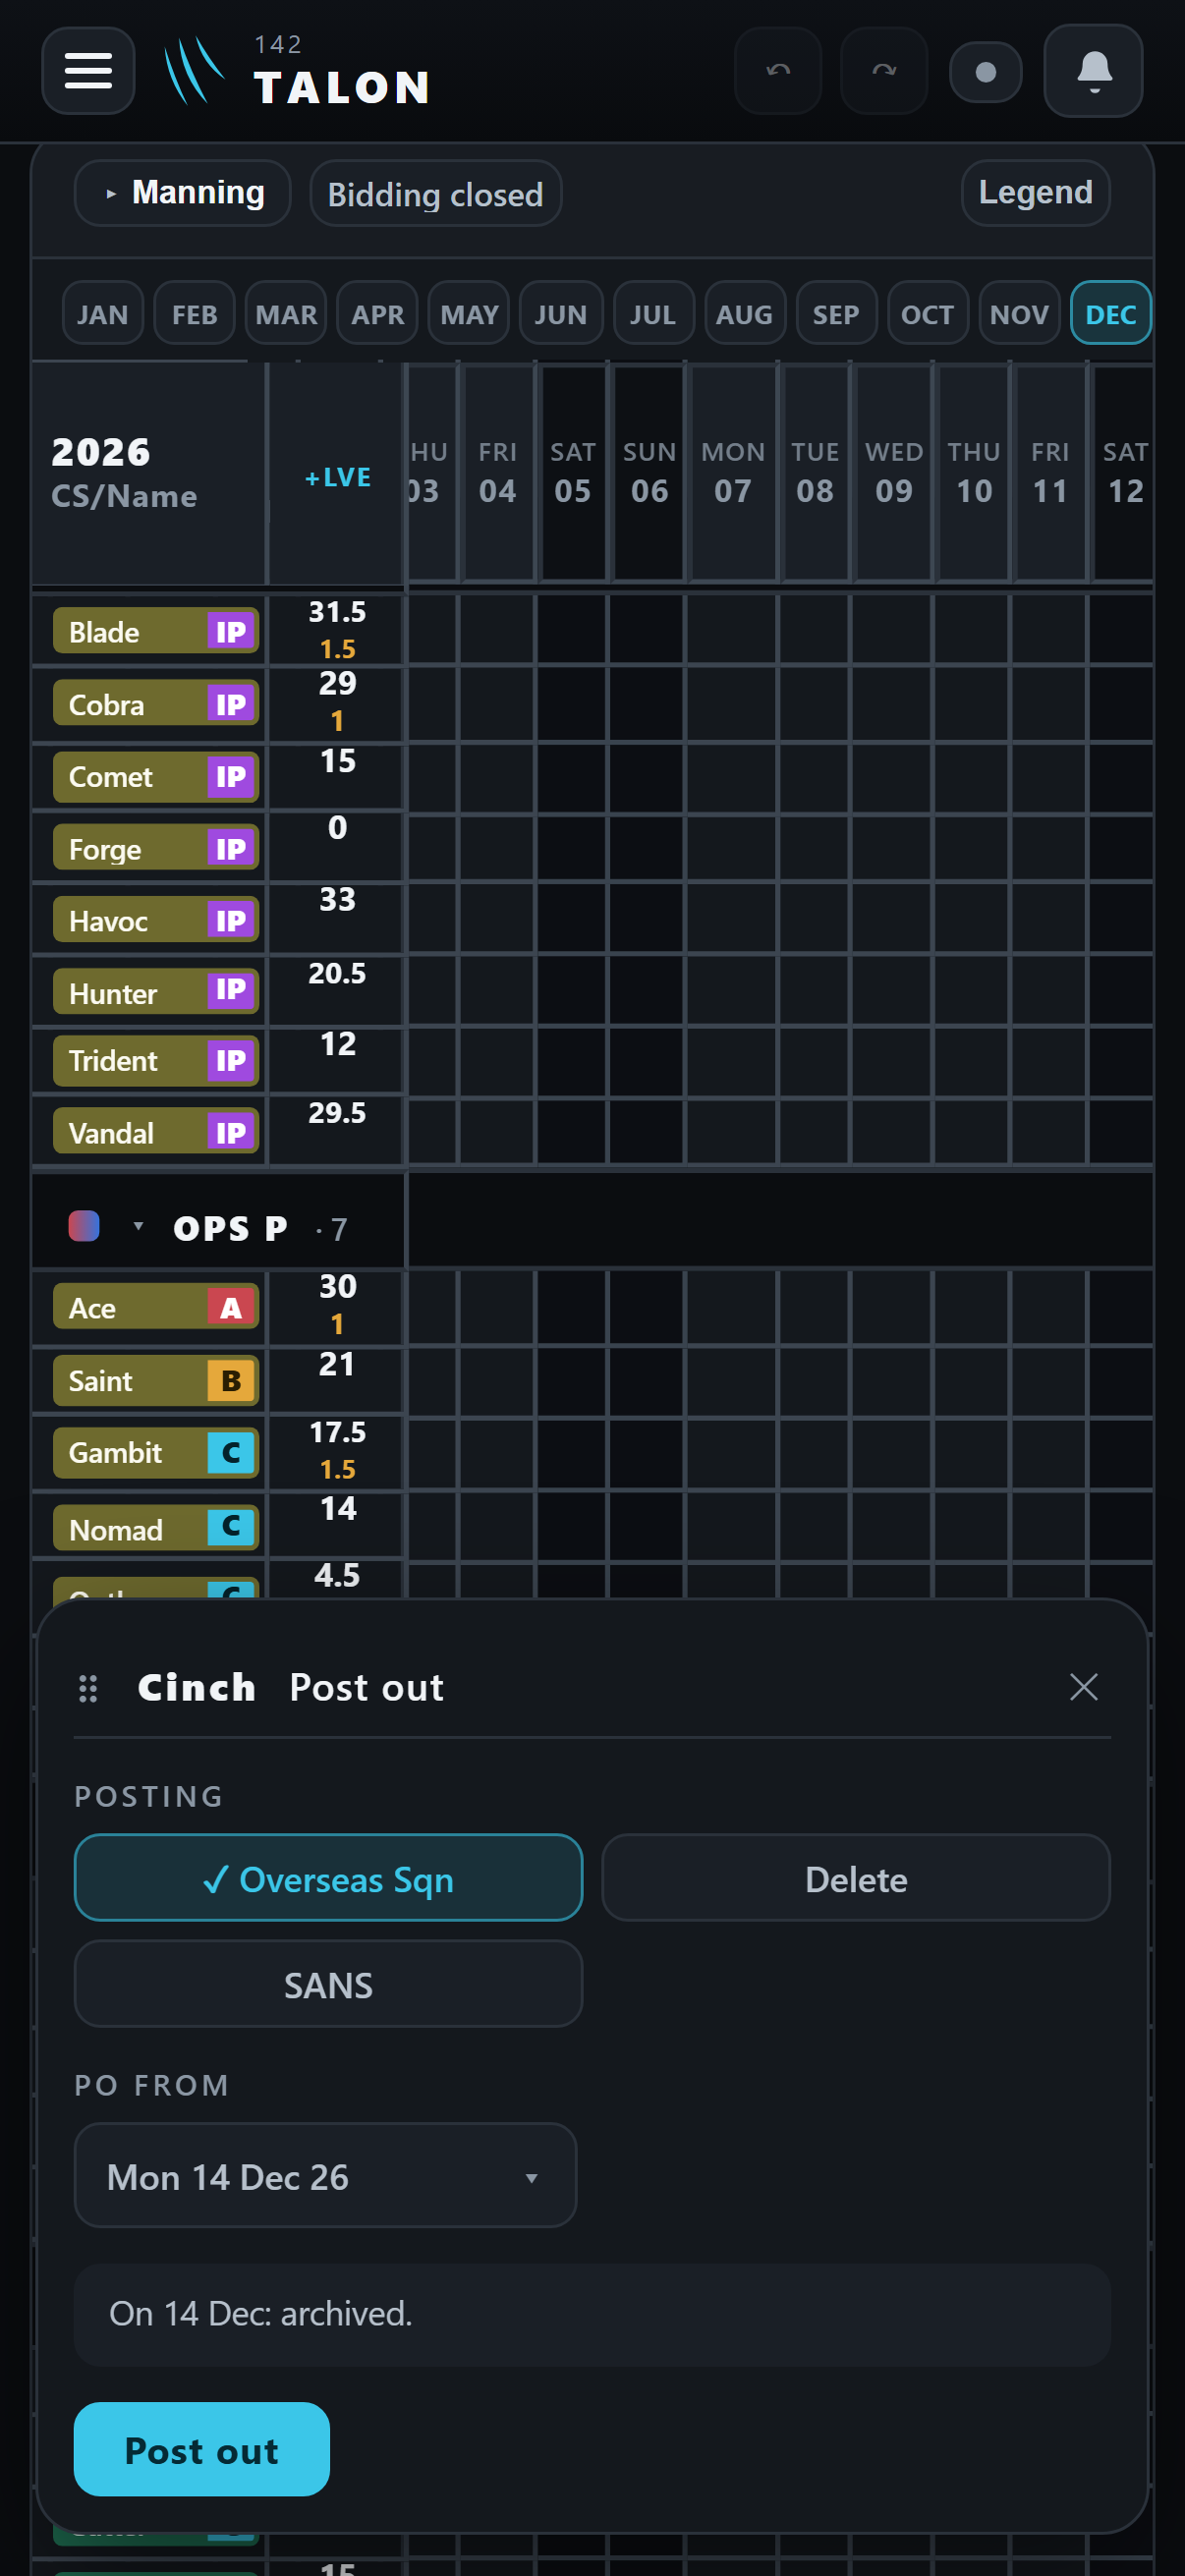 142
TALON
Manning
Bidding closed
Legend
JAN FEB MAR APR MAY JUN JUL AUG SEP OCT NOV DEC
2026
CS/Name
+LVE
HU FRI SAT SUN MON TUE WED THU FRI SAT
03 04 05 06 07 08 09 10 11 12
Blade IP 31.5
1.5
Cobra IP 29
1
Comet IP 15
Forge IP 0
Havoc IP 33
Hunter IP 20.5
Trident IP 12
Vandal IP 29.5
OPS P · 7
Ace A 30
1
Saint B 21
Gambit C 17.5
1.5
Nomad C 14
C 4.5
Cinch Post out
POSTING
✓ Overseas Sqn
Delete
SANS
PO FROM
Mon 14 Dec 26
On 14 Dec: archived.
Post out
15